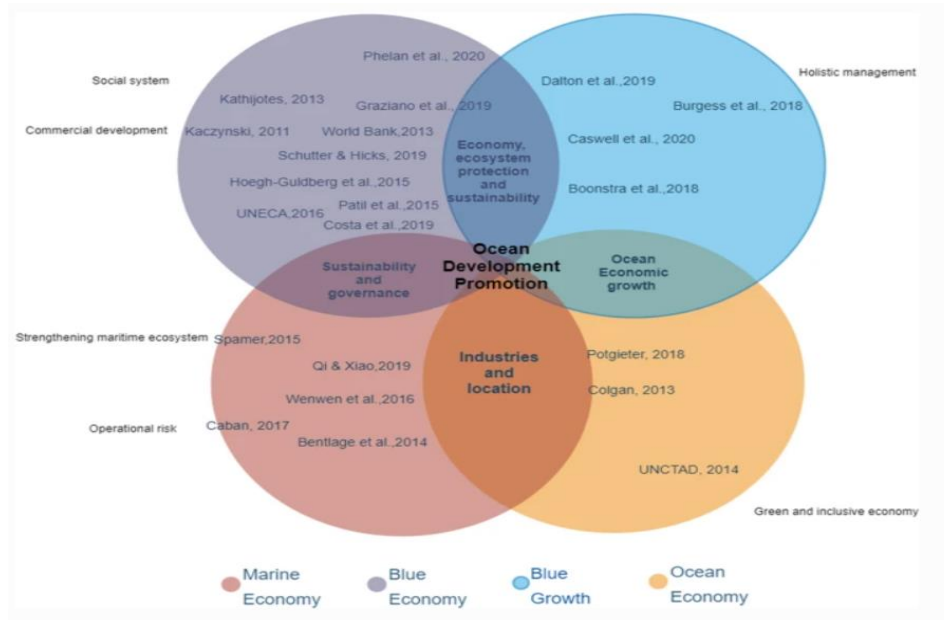 Phelan et al., 2020
Social system
Holistic management
Dalton et al.,2019
Kathijotes, 2013
Graziano et al., 2019
Burgess et al., 2018
Commercial development
Kaczynski, 2011
World Bank,2013
Caswell et al., 2020
Economy,
ecosystem
protection
and
sustainability
Schutter & Hicks, 2019
Hoegh-Guldberg et al.,2015
Boonstra et al.,2018
Patil et al., 2015
UNECA,2016
Costa et al., 2019
Ocean
Development
Promotion
Sustainability
and
governance
Ocean
Economic
growth
Strengthening maritime ecosystem
Spamer,2015
Industries
and
location
Potgieter, 2018
Qi & Xiao,2019
Colgan, 2013
Wenwen et al., 2016
Caban, 2017
Operational risk
Bentlage et al.,2014
UNCTAD, 2014
Green and inclusive economy
Marine
Economy
Blue
Economy
Blue
Growth
Ocean
Economy